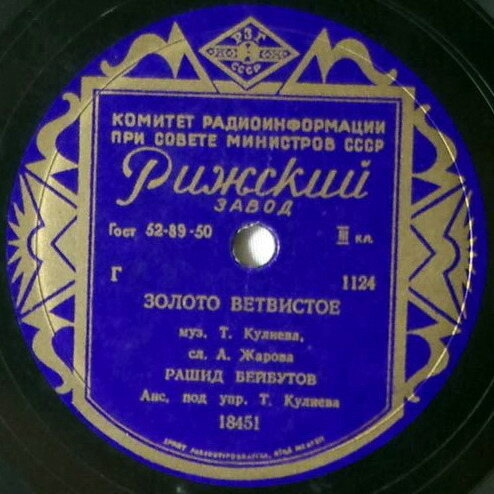 РЗГ
СССР
КОМИТЕТ РАДИОИНФОРМАЦИИ
ПРИ СОВЕТЕ МИНИСТРОВ СССР
Рижский
ЗАВОД
Гост 52-89-50 III кл.
Г 1124
ЗОЛОТО ВЕТВИСТОЕ
муз. Т. Кулиева,
сл. А. Жарова
РАШИД БЕЙБУТОВ
Анс. под упр. Т. Кулиева
18451